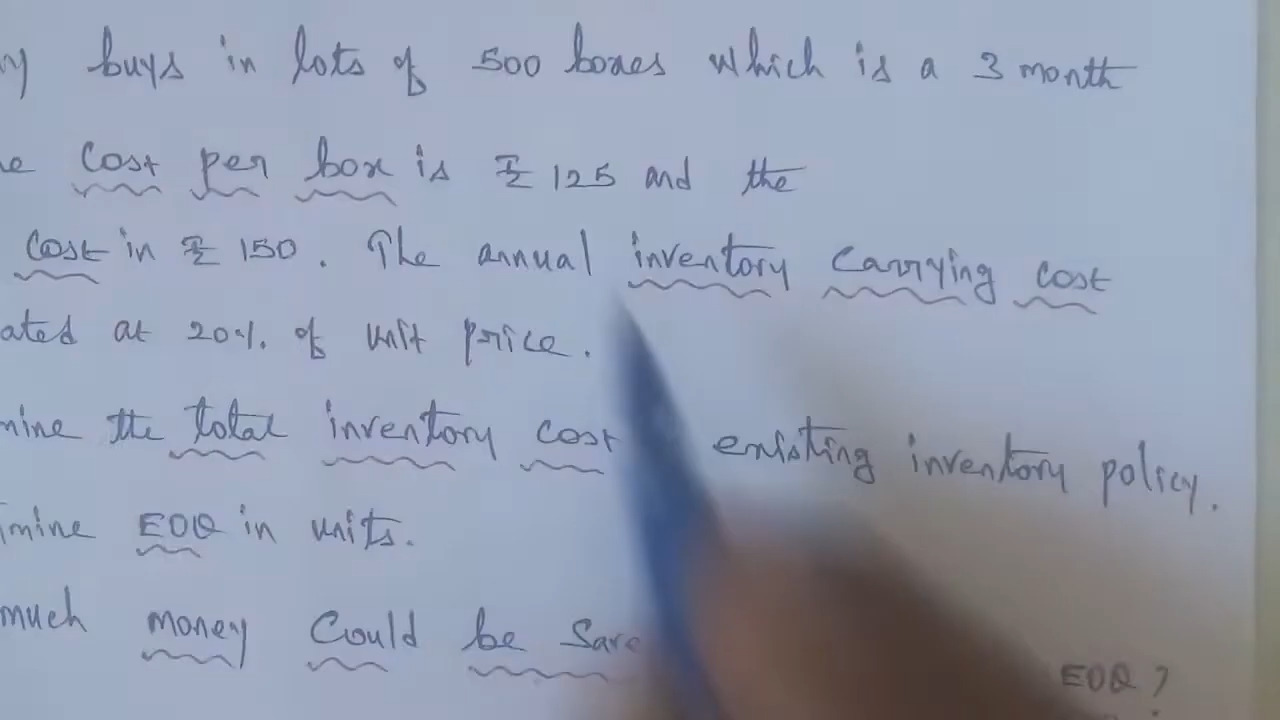 buys in lots of 500 boxes which is a 3 month
cost per box is ₹ 125 and the
cost in ₹ 150. The annual inventory carrying cost
ated at 20%. of unit price.
mine the total inventory cost existing inventory policy.
mine EOQ in units.
much money could be save
EOQ ?